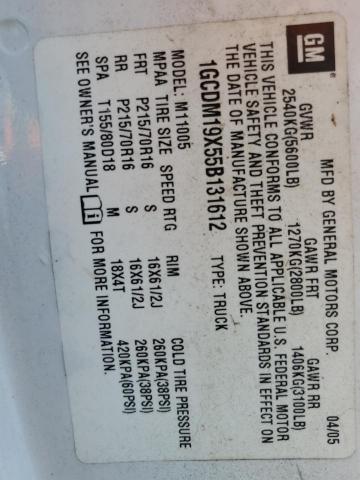 GM
MFD BY GENERAL MOTORS CORP. 04/05
GVWR GAWR FRT GAWR RR
2540KG(5600LB) 1270KG(2800LB) 1406KG(3100LB)
THIS VEHICLE CONFORMS TO ALL APPLICABLE U.S. FEDERAL MOTOR
VEHICLE SAFETY AND THEFT PREVENTION STANDARDS IN EFFECT ON
THE DATE OF MANUFACTURE SHOWN ABOVE.
1GCDM19X55B131612 TYPE: TRUCK
MODEL: M11005
MPAA TIRE SIZE SPEED RTG RIM COLD TIRE PRESSURE
FRT P215/70R16 S 16X61/2J 260KPA(38PSI)
RR P215/70R16 S 16X61/2J 260KPA(38PSI)
SPA T155/80D18 M 18X4T 420KPA(60PSI)
SEE OWNER'S MANUAL i FOR MORE INFORMATION.